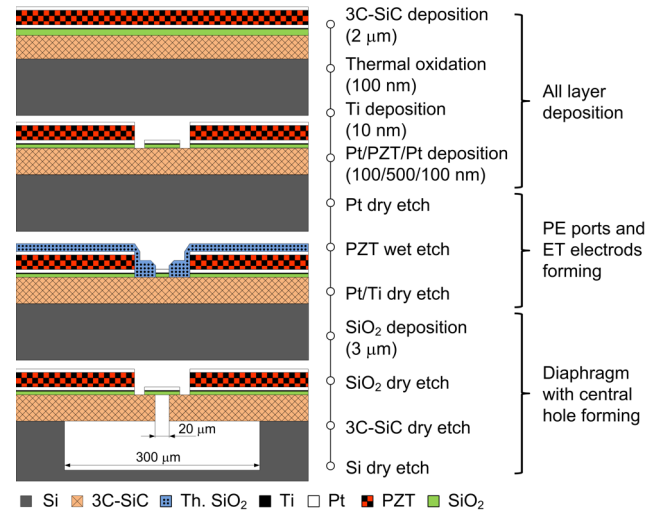 3C-SiC deposition
(2 μm)
Thermal oxidation
(100 nm)
Ti deposition
(10 nm)
Pt/PZT/Pt deposition
(100/500/100 nm)
Pt dry etch
PZT wet etch
Pt/Ti dry etch
SiO₂ deposition
(3 μm)
SiO₂ dry etch
3C-SiC dry etch
Si dry etch
All layer
deposition
PE ports and
ET electrods
forming
Diaphragm
with central
hole forming
20 μm
300 μm
Si 3C-SiC Th. SiO₂ Ti Pt PZT SiO₂